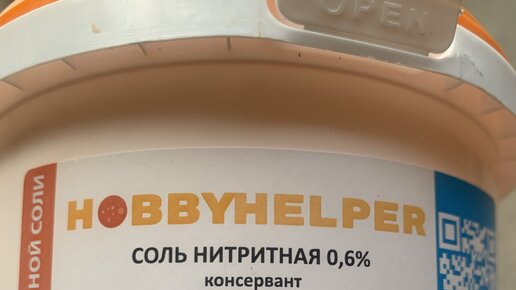 OPEN
НОЙ СОЛИ
HOBBYHELPER
СОЛЬ НИТРИТНАЯ 0,6%
консервант